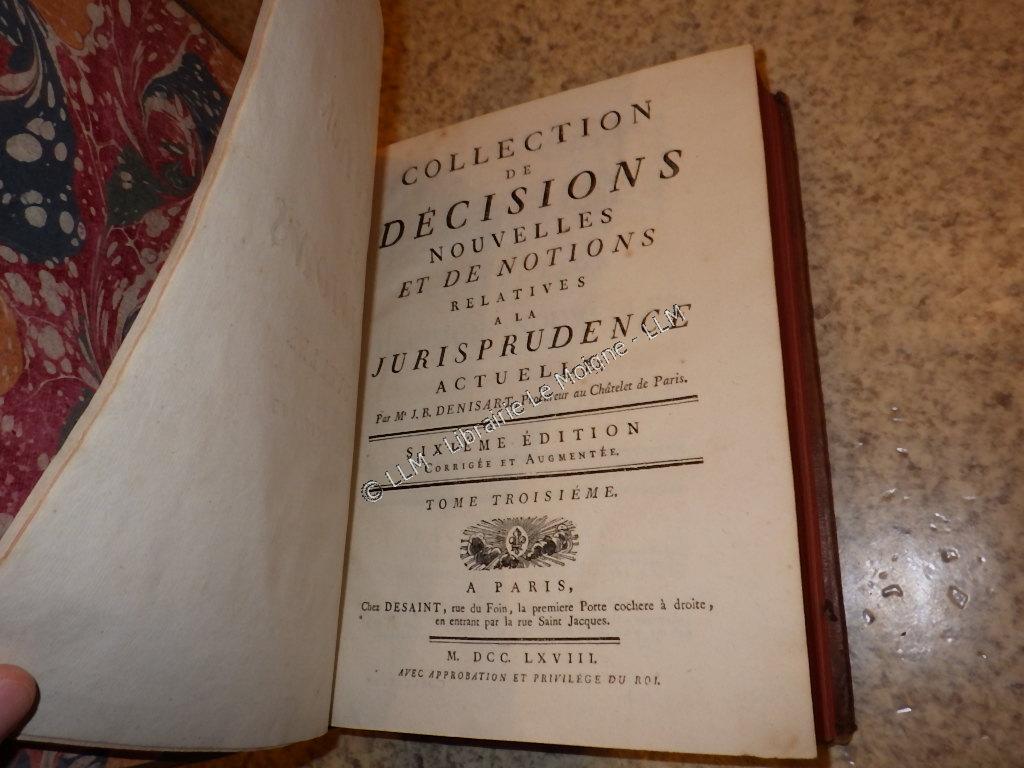 COLLECTION
DE
DÉCISIONS
NOUVELLES
ET DE NOTIONS
RELATIVES
A LA
JURISPRUDENCE
ACTUELLE
Par Mᵉ J. B. DENISART, Procureur au Châtelet de Paris.
SIXIEME ÉDITION
CORRIGÉE ET AUGMENTÉE.
TOME TROISIÉME.
A PARIS,
Chez DESAINT, rue du Foin, la premiere Porte cochere à droite,
en entrant par la rue Saint Jacques.
M. DCC. LXVIII.
AVEC APPROBATION ET PRIVILÉGE DU ROI.
© LLM - Librairie Le Moigne - LLM